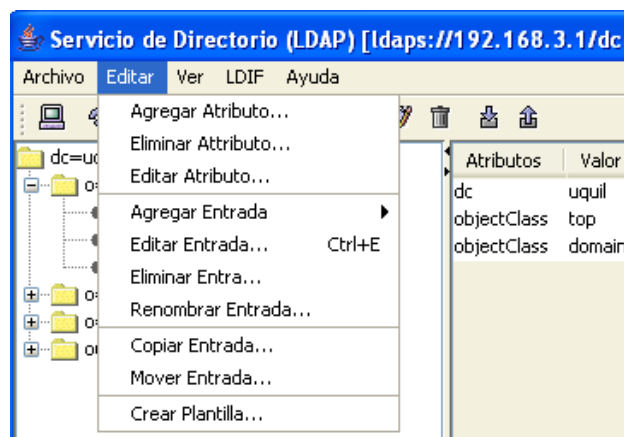 Servicio de Directorio (LDAP) [ldaps://192.168.3.1/dc
Archivo Editar Ver LDIF Ayuda
Agregar Atributo...
Eliminar Attributo...
Editar Atributo...
Agregar Entrada
Editar Entrada... Ctrl+E
Eliminar Entra...
Renombrar Entrada...
Copiar Entrada...
Mover Entrada...
Crear Plantilla...
dc=uq
Atributos Valor
dc uquil
objectClass top
objectClass domain